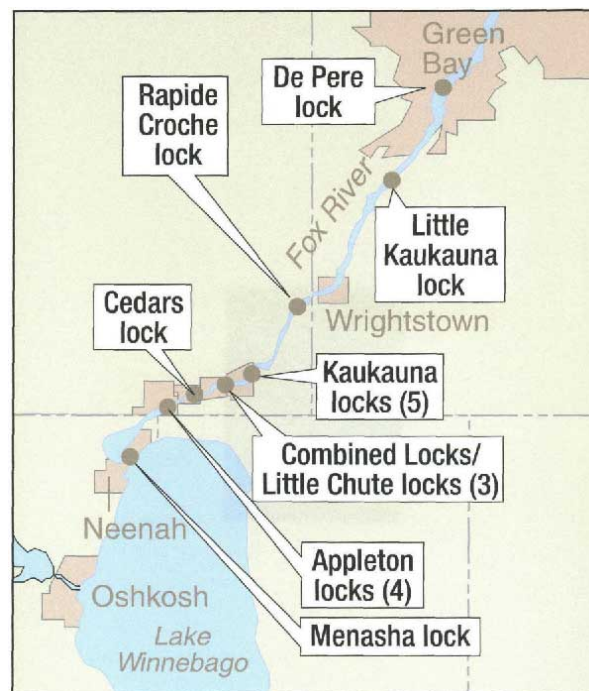 Green
Bay
De Pere
lock
Rapide
Croche
lock
Fox River
Little
Kaukauna
lock
Cedars
lock
Wrightstown
Kaukauna
locks (5)
Combined Locks/
Little Chute locks (3)
Neenah
Appleton
locks (4)
Oshkosh
Menasha lock
Lake
Winnebago